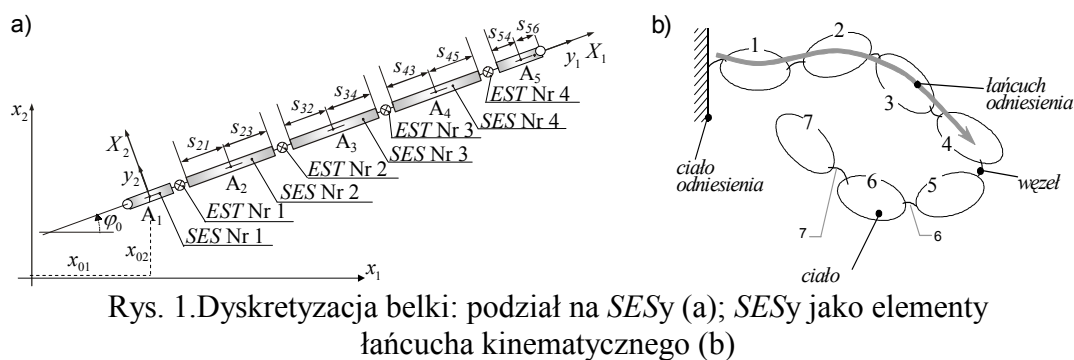 a)
x₂
x₁
X₂
y₂
φ₀
x₀₁
x₀₂
A₁
A₂
A₃
A₄
A₅
s₂₁
s₂₃
s₃₂
s₃₄
s₄₃
s₄₅
s₅₄
s₅₆
y₁
X₁
EST Nr 4
SES Nr 4
EST Nr 3
SES Nr 3
EST Nr 2
SES Nr 2
EST Nr 1
SES Nr 1
b)
1
2
3
4
5
6
7
łańcuch
odniesienia
ciało
odniesienia
węzeł
7
6
ciało
Rys. 1.Dyskretyzacja belki: podział na SESy (a); SESy jako elementy
łańcucha kinematycznego (b)